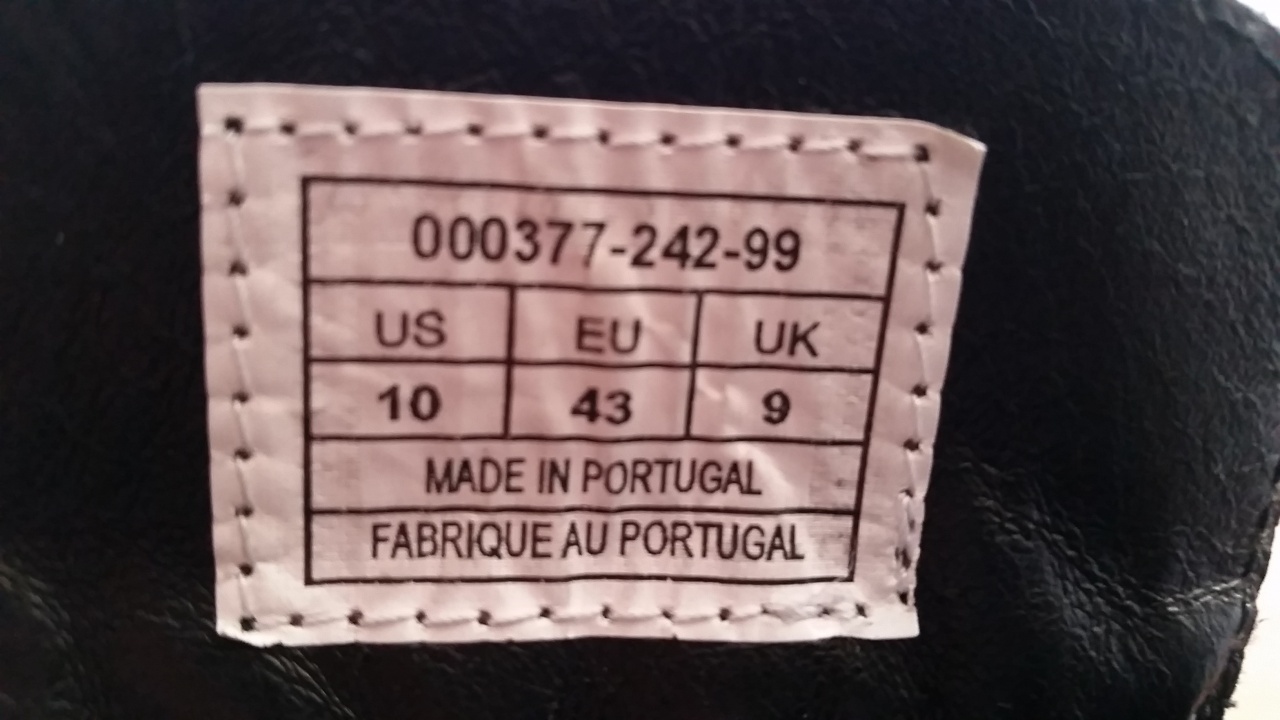 000377-242-99
US EU UK
10 43 9
MADE IN PORTUGAL
FABRIQUE AU PORTUGAL